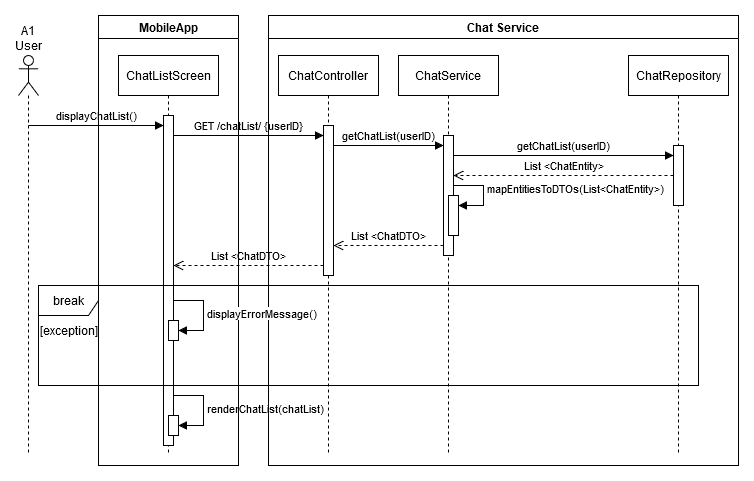 A1
User
MobileApp
Chat Service
ChatListScreen
ChatController
ChatService
ChatRepository
displayChatList()
GET /chatList/ {userID}
getChatList(userID)
getChatList(userID)
List <ChatEntity>
mapEntitiesToDTOs(List<ChatEntity>)
List <ChatDTO>
List <ChatDTO>
break
[exception]
displayErrorMessage()
renderChatList(chatList)